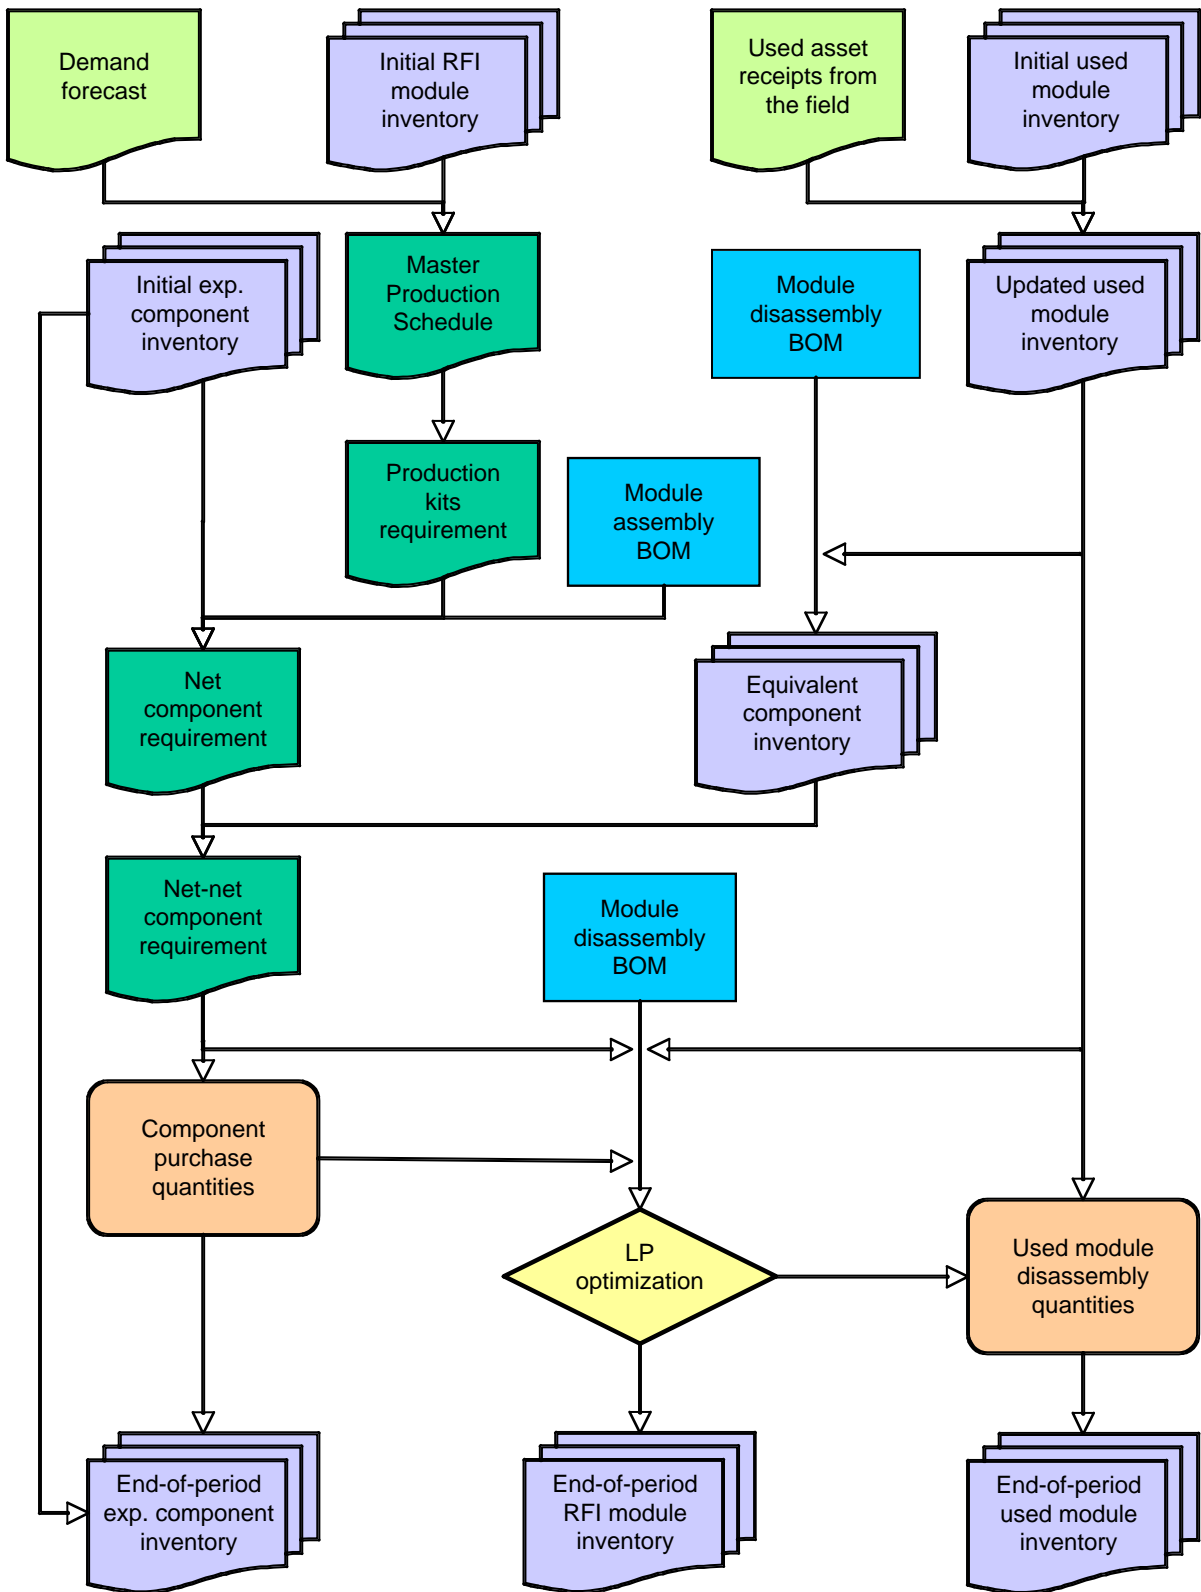 Demand
forecast
Initial RFI
module
inventory
Used asset
receipts from
the field
Initial used
module
inventory
Initial exp.
component
inventory
Master
Production
Schedule
Module
disassembly
BOM
Updated used
module
inventory
Production
kits
requirement
Module
assembly
BOM
Net
component
requirement
Equivalent
component
inventory
Net-net
component
requirement
Module
disassembly
BOM
Component
purchase
quantities
LP
optimization
Used module
disassembly
quantities
End-of-period
exp. component
inventory
End-of-period
RFI module
inventory
End-of-period
used module
inventory